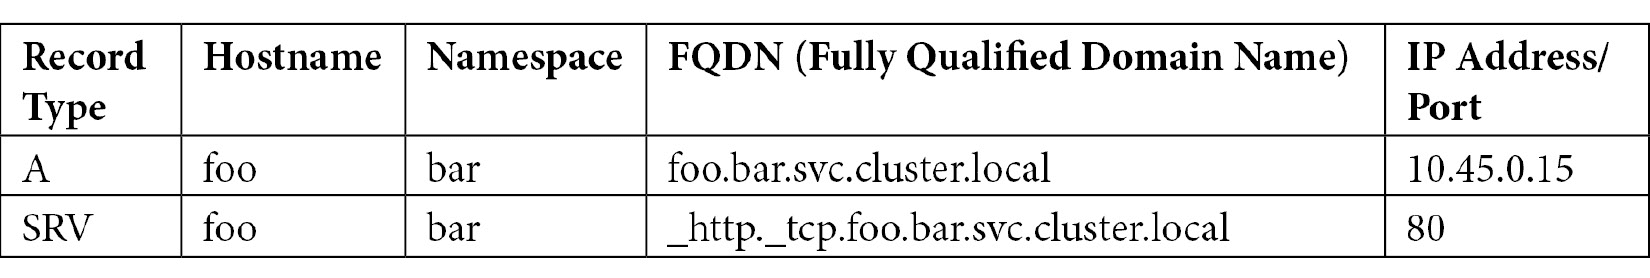 Record Type Hostname Namespace FQDN (Fully Qualified Domain Name) IP Address/ Port
A foo bar foo.bar.svc.cluster.local 10.45.0.15
SRV foo bar _http._tcp.foo.bar.svc.cluster.local 80